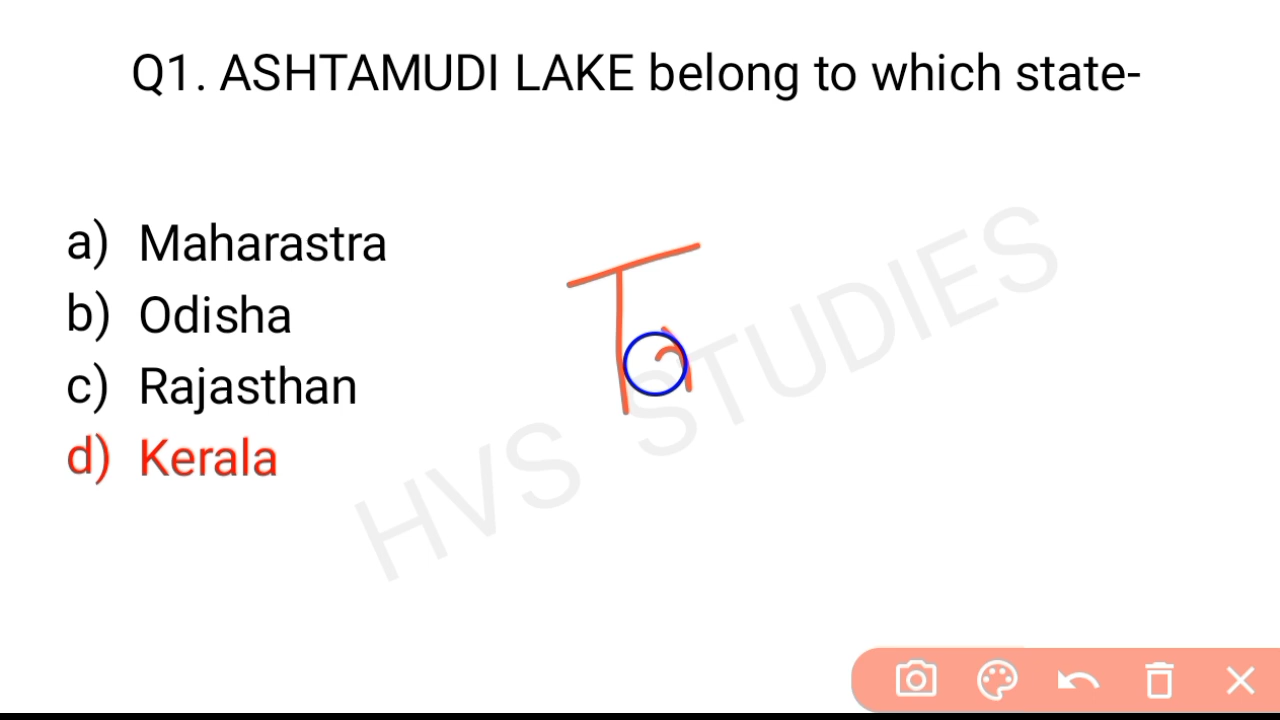 Q1. ASHTAMUDI LAKE belong to which state-
a) Maharastra
b) Odisha
c) Rajasthan
d) Kerala
HVS STUDIES